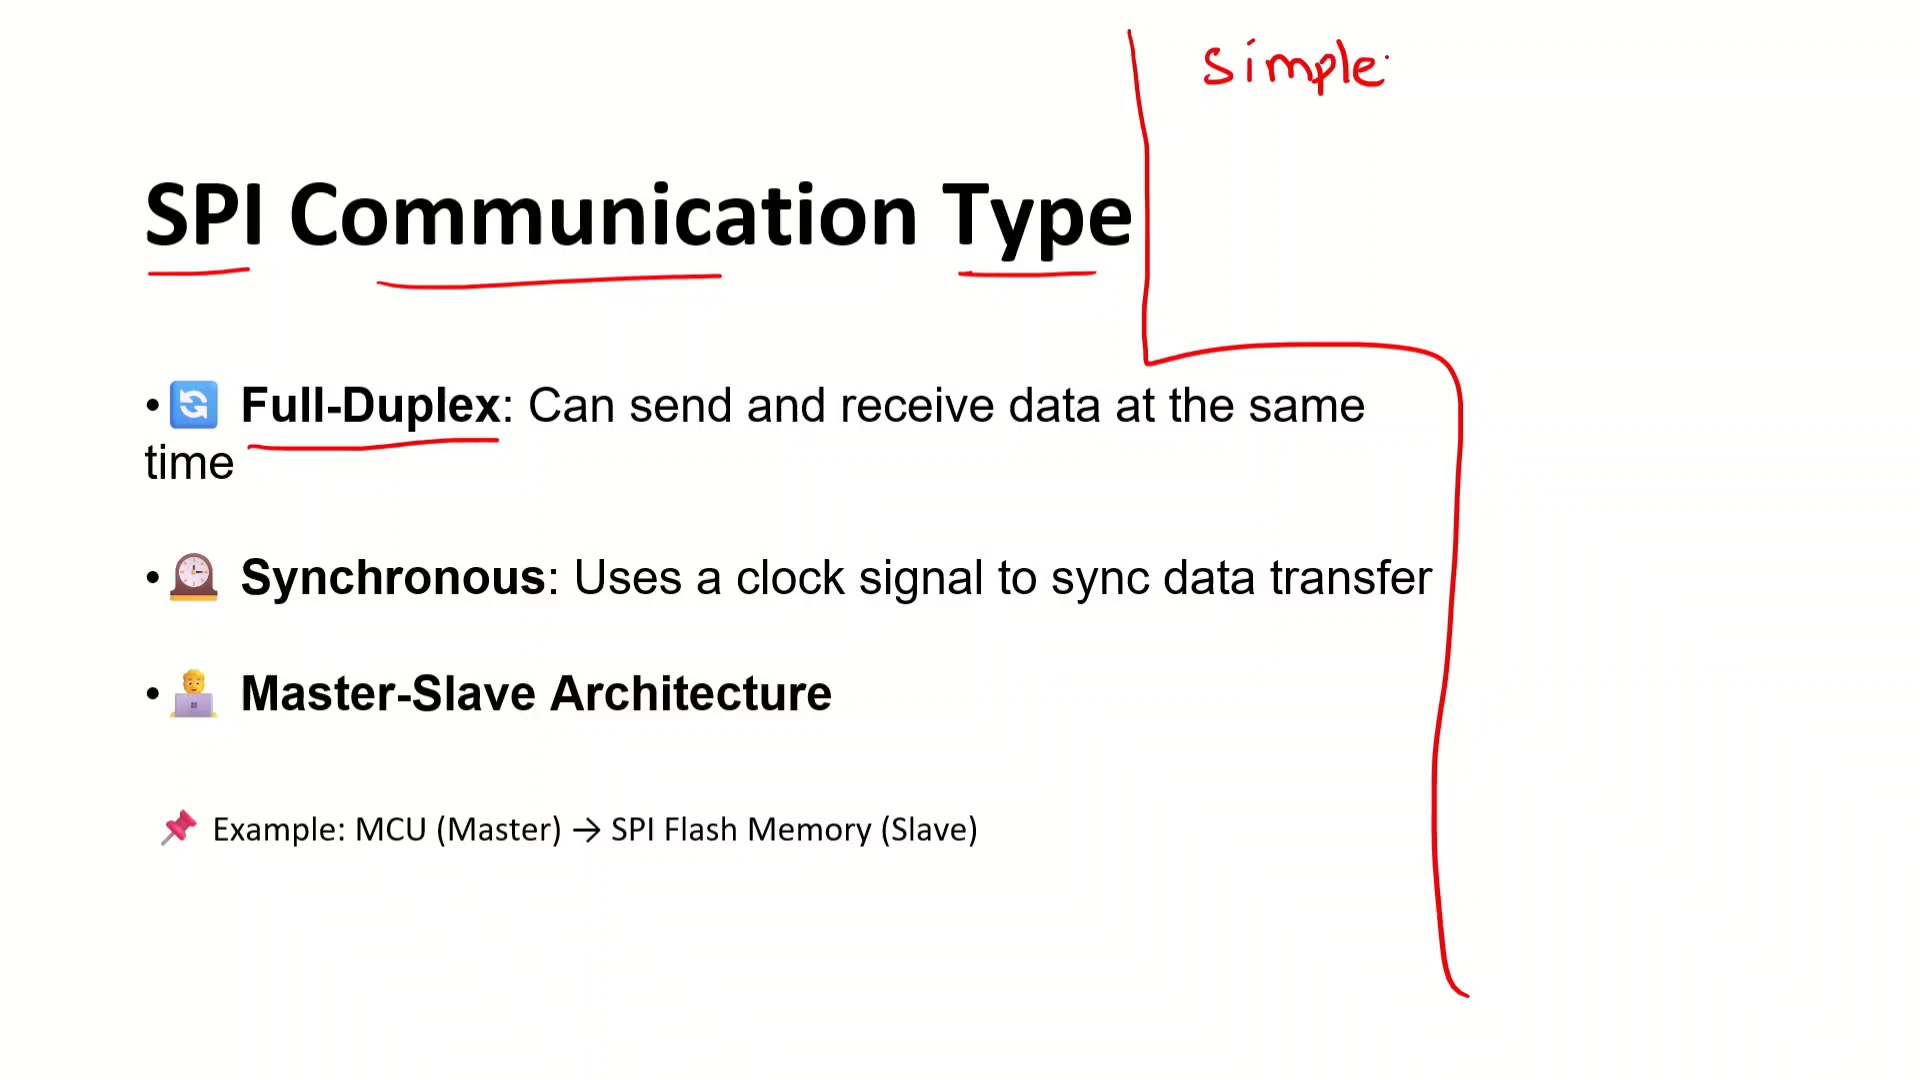 simple
SPI Communication Type
• Full-Duplex: Can send and receive data at the same
time
• Synchronous: Uses a clock signal to sync data transfer
• Master-Slave Architecture
Example: MCU (Master) → SPI Flash Memory (Slave)